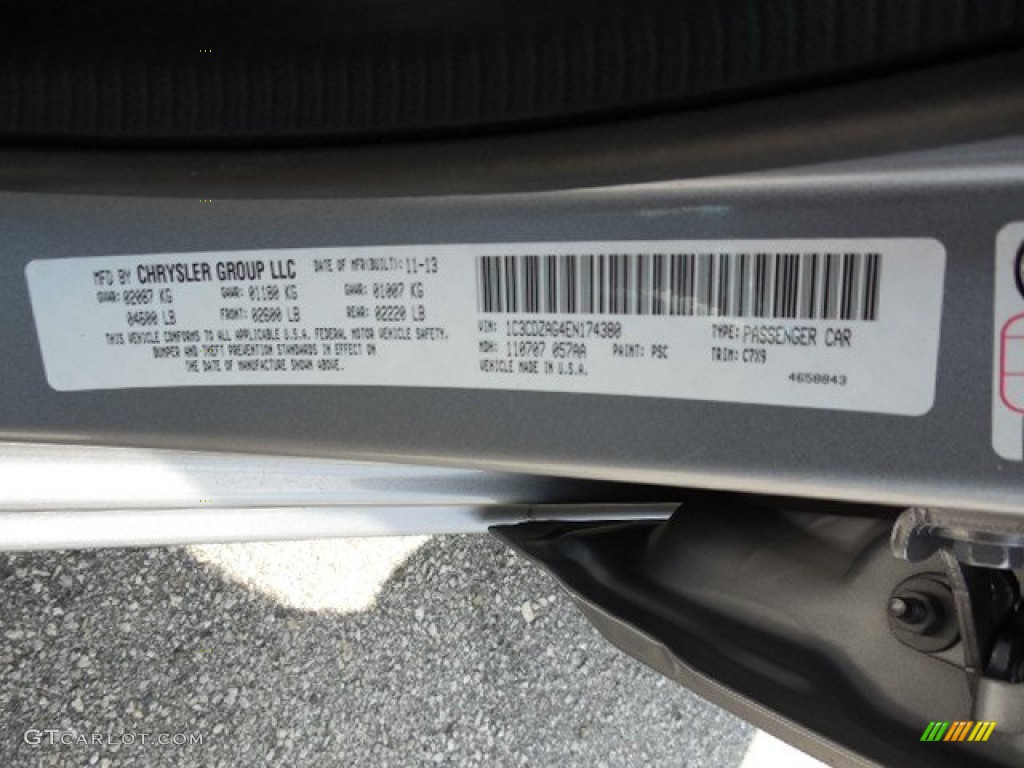 MFD BY CHRYSLER GROUP LLC DATE OF MFR(BUILT): 11-13
GVWR: 02087 KG GAWR: 01180 KG GAWR: 01007 KG
04600 LB FRONT: 02600 LB REAR: 02220 LB
THIS VEHICLE CONFORMS TO ALL APPLICABLE U.S.A. FEDERAL MOTOR VEHICLE SAFETY,
BUMPER AND THEFT PREVENTION STANDARDS IN EFFECT ON
THE DATE OF MANUFACTURE SHOWN ABOVE.
VIN: 1C3CDZAG4EN174380 TYPE: PASSENGER CAR
MDH: 110707 057AA PAINT: PSC TRIM: C7X9
VEHICLE MADE IN U.S.A.
4658843
GTCARLOT.COM